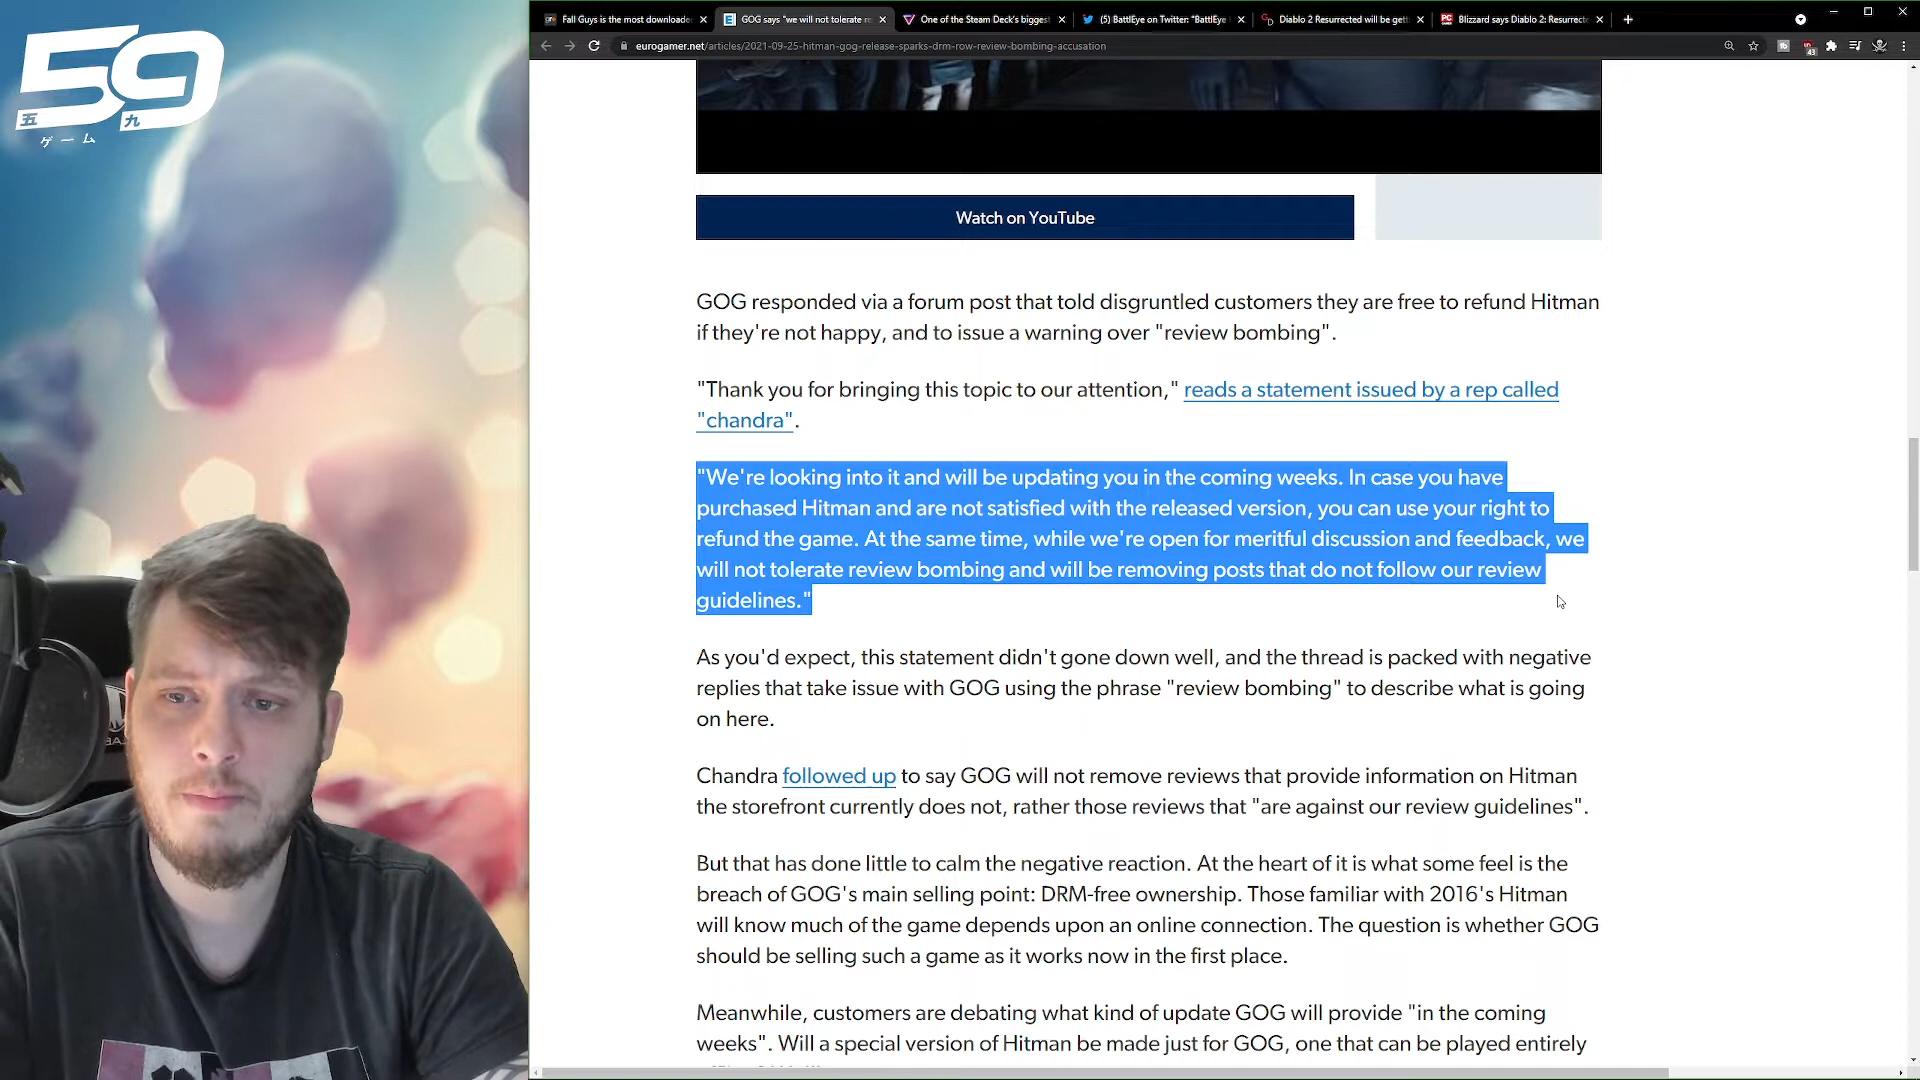 59
五 九
ゲーム
Fall Guys is the most downloade
GOG says "we will not tolerate re
One of the Steam Deck's biggest
(5) BattlEye on Twitter: "BattlEye
Diablo 2 Resurrected will be gett
Blizzard says Diablo 2: Resurrect
eurogamer.net/articles/2021-09-25-hitman-gog-release-sparks-drm-row-review-bombing-accusation
43
Watch on YouTube
GOG responded via a forum post that told disgruntled customers they are free to refund Hitman
if they're not happy, and to issue a warning over "review bombing".
"Thank you for bringing this topic to our attention," reads a statement issued by a rep called
"chandra".
"We're looking into it and will be updating you in the coming weeks. In case you have
purchased Hitman and are not satisfied with the released version, you can use your right to
refund the game. At the same time, while we're open for meritful discussion and feedback, we
will not tolerate review bombing and will be removing posts that do not follow our review
guidelines."
As you'd expect, this statement didn't gone down well, and the thread is packed with negative
replies that take issue with GOG using the phrase "review bombing" to describe what is going
on here.
Chandra followed up to say GOG will not remove reviews that provide information on Hitman
the storefront currently does not, rather those reviews that "are against our review guidelines".
But that has done little to calm the negative reaction. At the heart of it is what some feel is the
breach of GOG's main selling point: DRM-free ownership. Those familiar with 2016's Hitman
will know much of the game depends upon an online connection. The question is whether GOG
should be selling such a game as it works now in the first place.
Meanwhile, customers are debating what kind of update GOG will provide "in the coming
weeks". Will a special version of Hitman be made just for GOG, one that can be played entirely